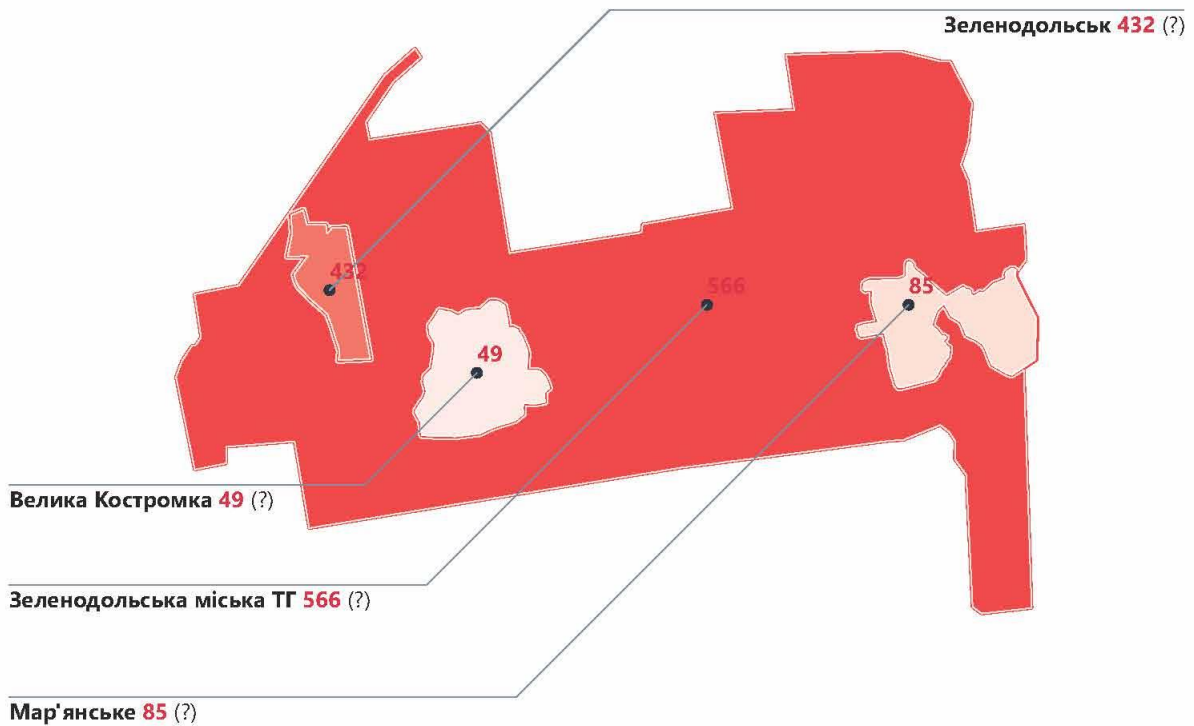 Зеленодольськ 432 (?)
432
566
85
49
Велика Костромка 49 (?)
Зеленодольська міська ТГ 566 (?)
Мар'янське 85 (?)